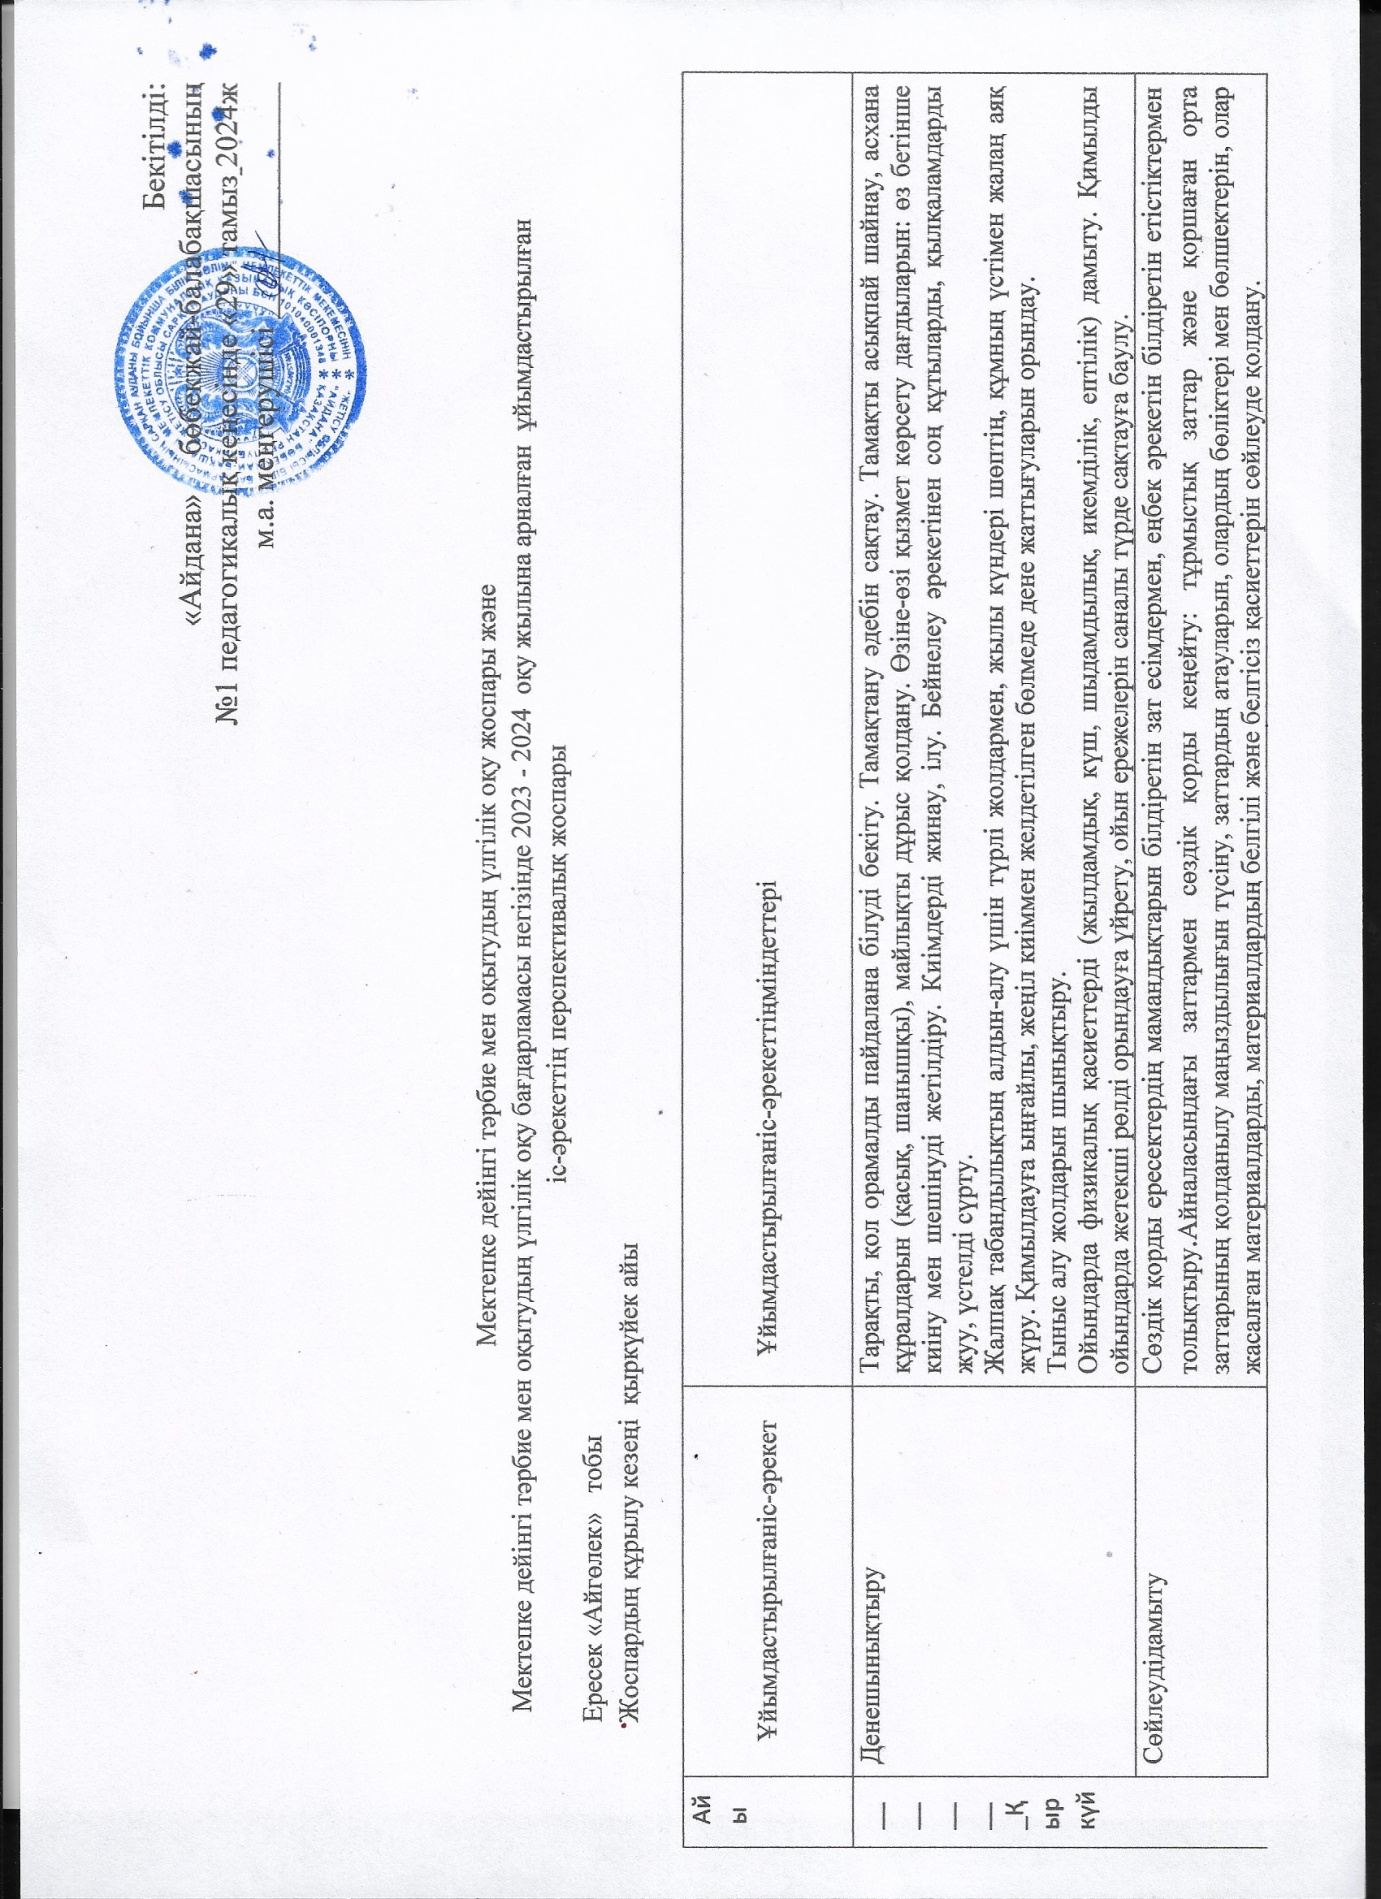 Бекітілді:
«Айдана» бөбекжай-балабақшасының
№1 педагогикалық кеңесінде «29» тамыз_2024ж
м.а. меңгерушісі
Мектепке дейінгі тәрбие мен оқытудың үлгілік оқу жоспары және
Мектепке дейінгі тәрбие мен оқытудың үлгілік оқу бағдарламасы негізінде 2023 - 2024 оқу жылына арналған ұйымдастырылған
іс-әрекеттің перспективалық жоспары
Ересек «Айгөлек» тобы
Жоспардың құрылу кезеңі қыркүйек айы
Ай
ы
Ұйымдастырылғаніс-әрекет
Ұйымдастырылғаніс-әрекеттіңміндеттері
_Қ
ыр
күй
Денешынықтыру
Тарақты, қол орамалды пайдалана білуді бекіту. Тамақтану әдебін сақтау. Тамақты асықпай шайнау, асхана
құралдарын (қасық, шанышқы), майлықты дұрыс қолдану. Өзіне-өзі қызмет көрсету дағдыларын: өз бетінше
киіну мен шешінуді жетілдіру. Киімдерді жинау, ілу. Бейнелеу әрекетінен соң құтыларды, қылқаламдарды
жуу, үстелді сүрту.
Жалпақ табандылықтың алдын-алу үшін түрлі жолдармен, жылы күндері шөптің, құмның үстімен жалаң аяқ
жүру. Қимылдауға ыңғайлы, жеңіл киіммен желдетілген бөлмеде дене жаттығуларын орындау.
Тыныс алу жолдарын шынықтыру.
Ойындарда физикалық қасиеттерді (жылдамдық, күш, шыдамдылық, икемділік, ептілік) дамыту. Қимылды
ойындарда жетекші рөлді орындауға үйрету, ойын ережелерін саналы түрде сақтауға баулу.
Сөйлеудідамыту
Сөздік қорды ересектердің мамандықтарын білдіретін зат есімдермен, еңбек әрекетін білдіретін етістіктермен
толықтыру.Айналасындағы заттармен сөздік қорды кеңейту: тұрмыстық заттар және қоршаған орта
заттарының қолданылу маңыздылығын түсіну, заттардың атауларын, олардың бөліктері мен бөлшектерін, олар
жасалған материалдарды, материалдардың белгілі және белгісіз қасиеттерін сөйлеуде қолдану.